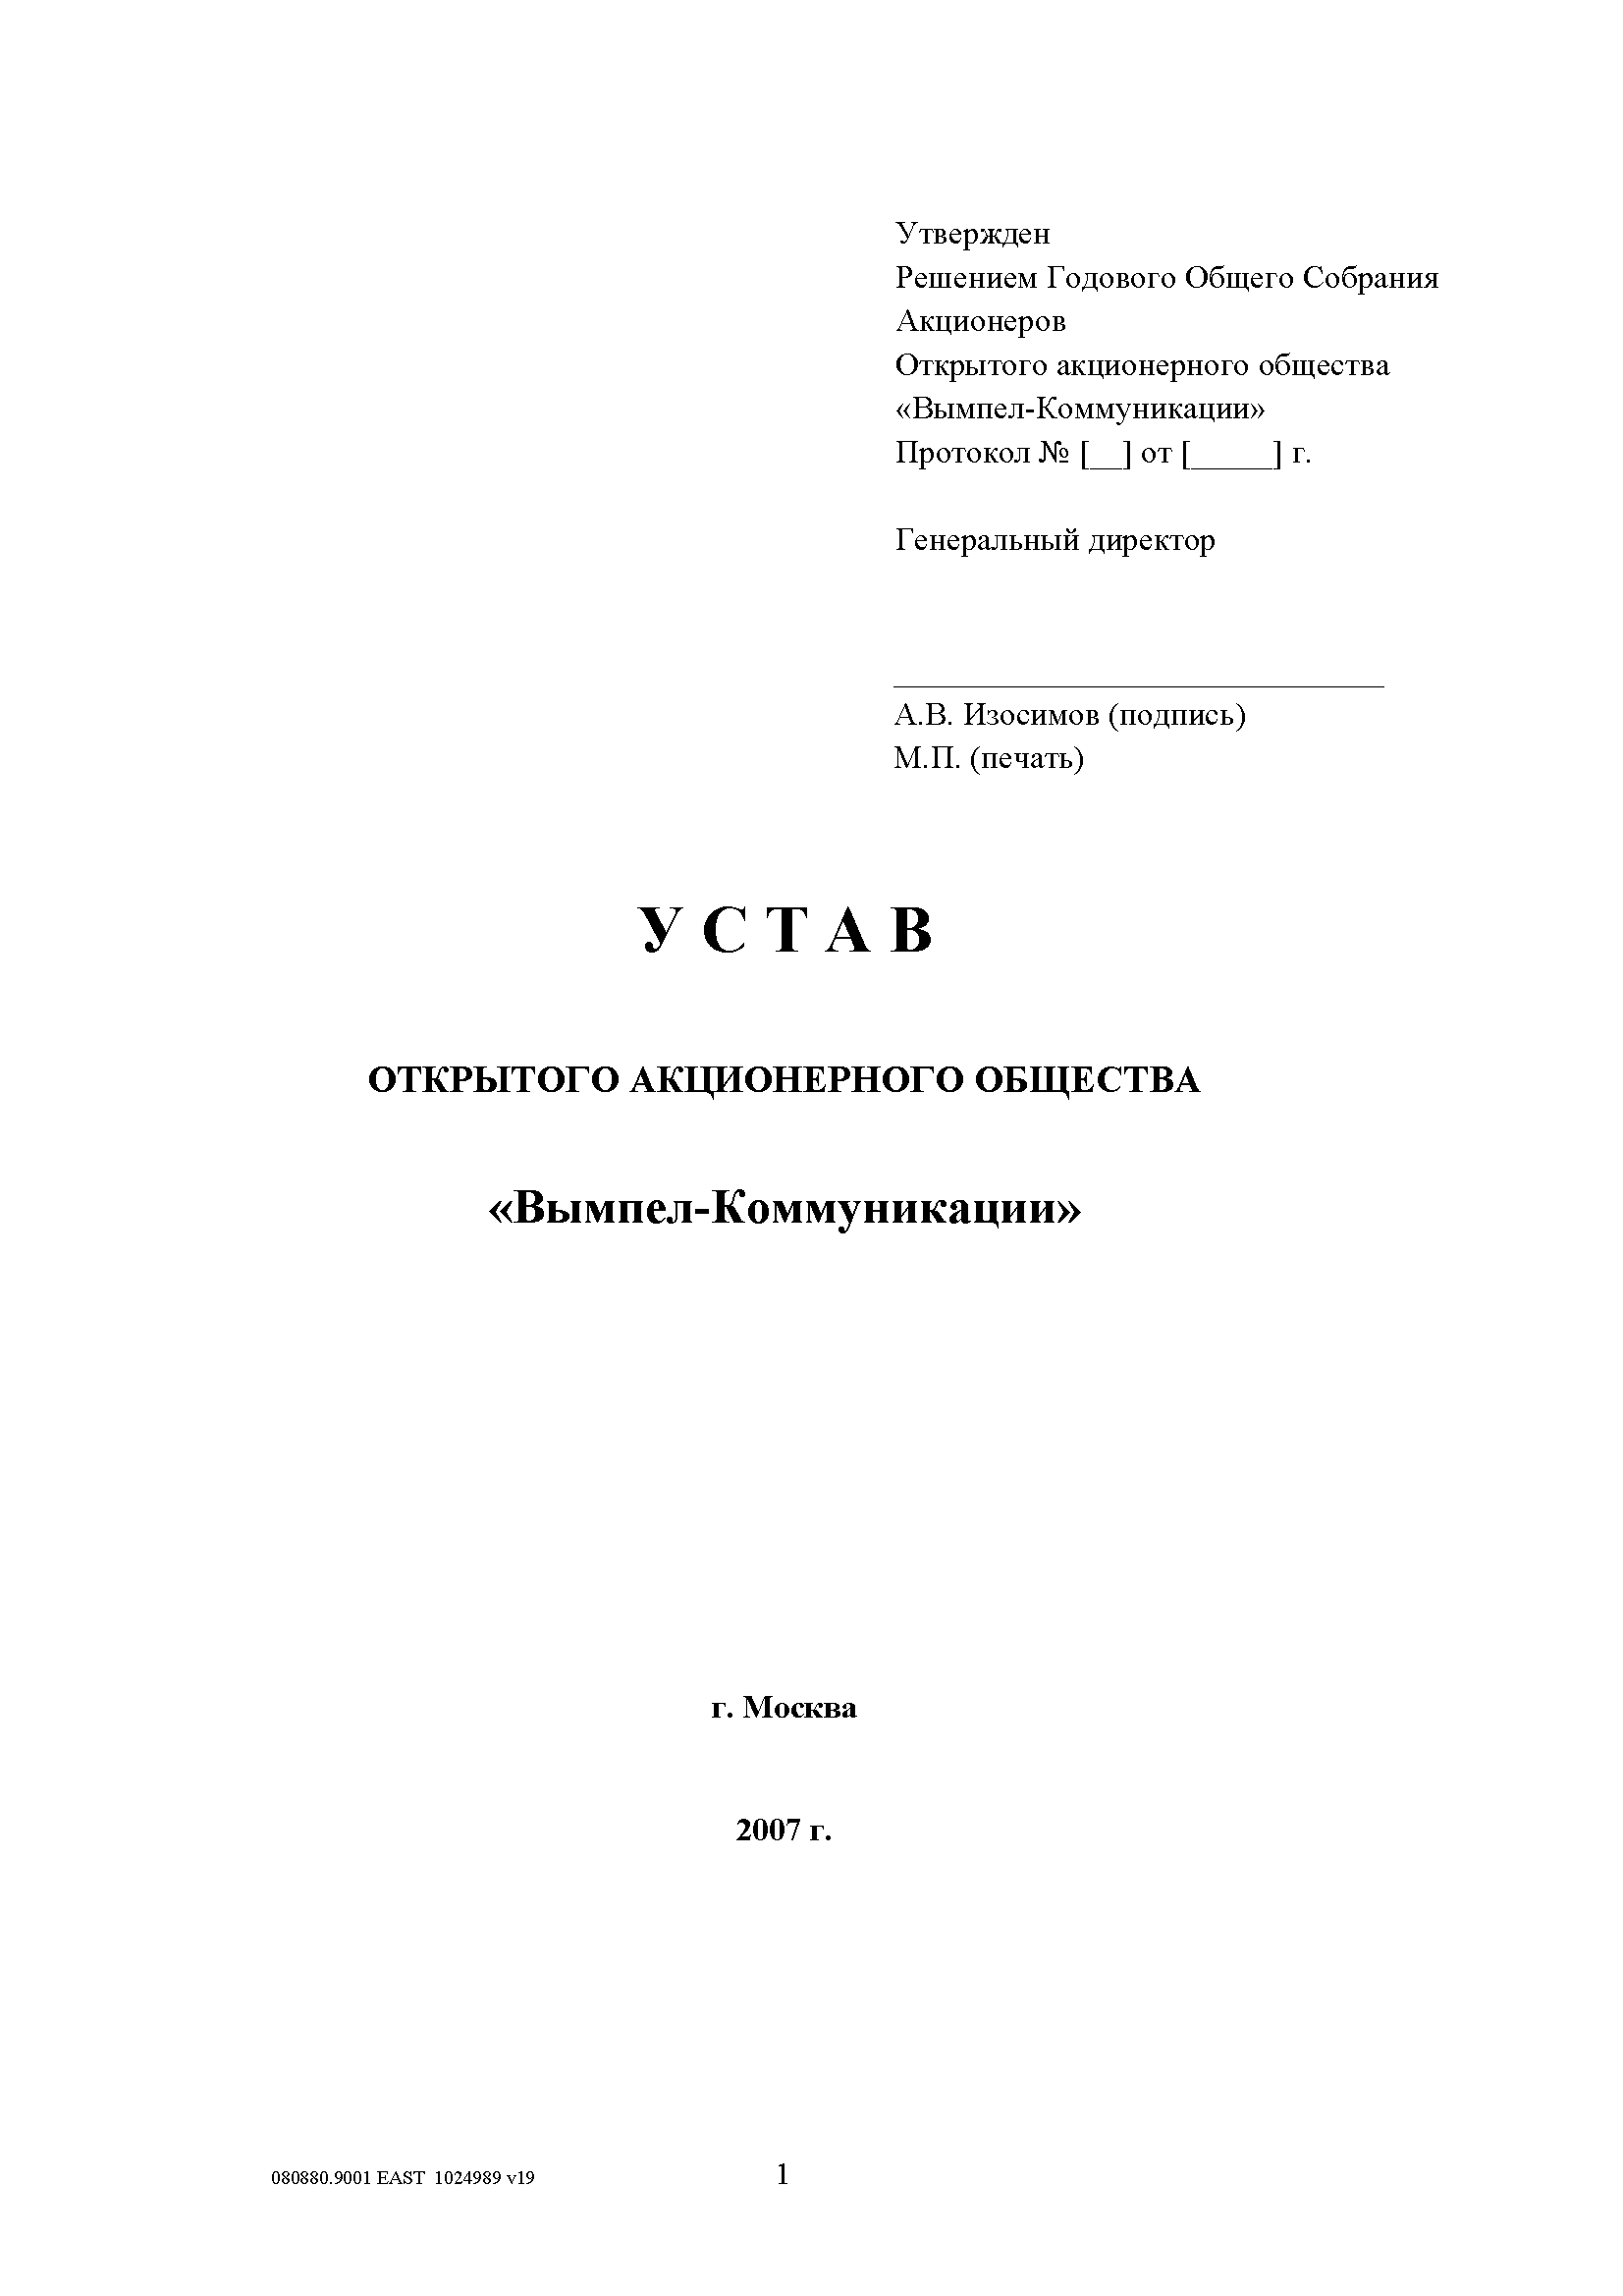 Утвержден
Решением Годового Общего Собрания
Акционеров
Открытого акционерного общества
«Вымпел-Коммуникации»
Протокол № [__] от [_____] г.
Генеральный директор
______________________________
А.В. Изосимов (подпись)
М.П. (печать)
У С Т А В
ОТКРЫТОГО АКЦИОНЕРНОГО ОБЩЕСТВА
«Вымпел-Коммуникации»
г. Москва
2007 г.
080880.9001 EAST 1024989 v19 1